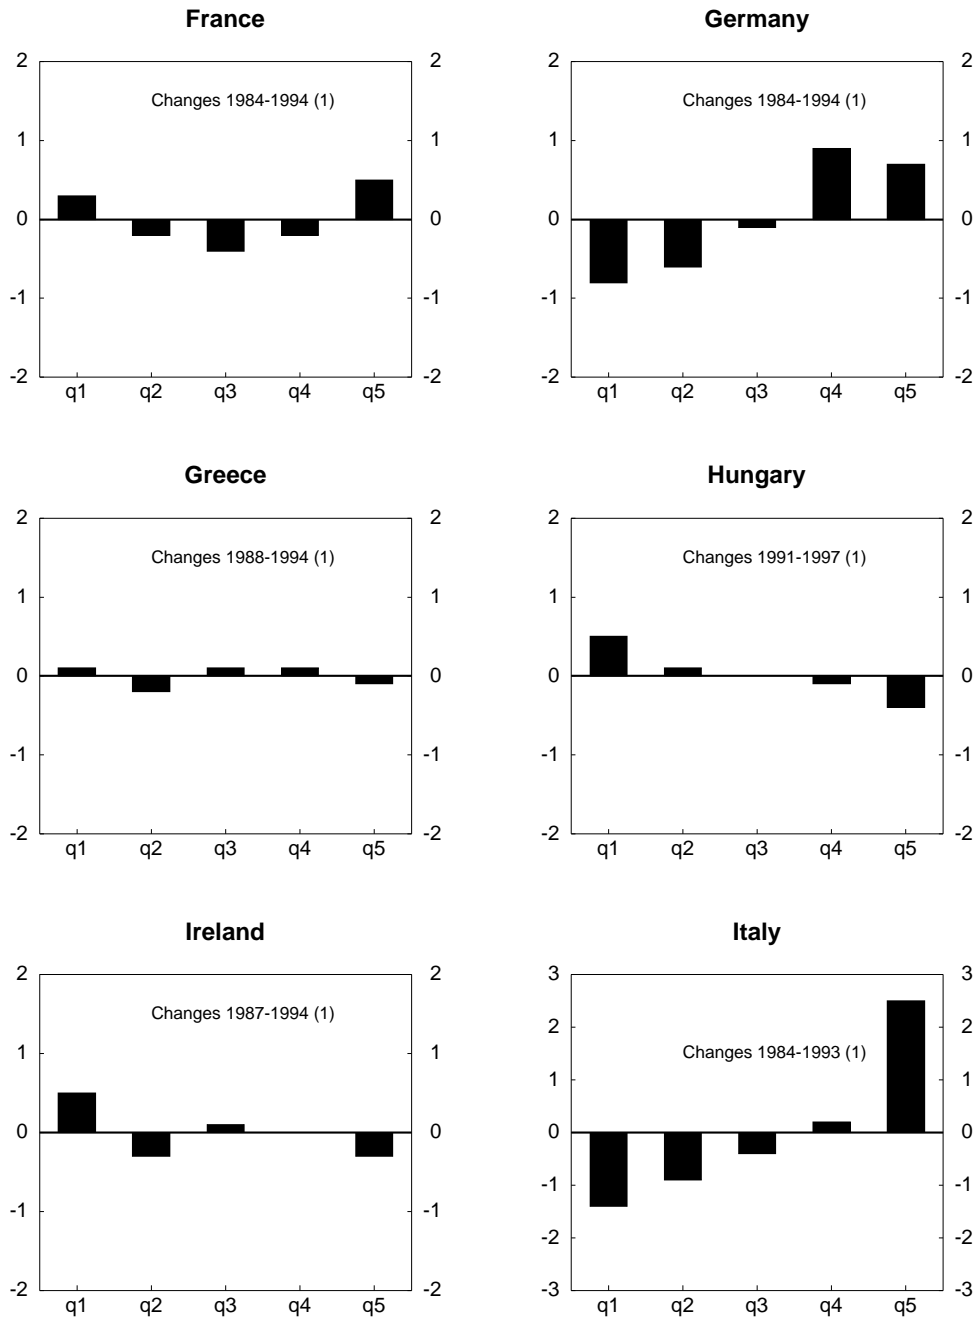 France
Germany
2 2 2 2
Changes 1984-1994 (1) Changes 1984-1994 (1)
1 1 1 1
0 0 0 0
-1 -1 -1 -1
-2 -2 -2 -2
q1 q2 q3 q4 q5 q1 q2 q3 q4 q5
Greece
Hungary
2 2 2 2
Changes 1988-1994 (1) Changes 1991-1997 (1)
1 1 1 1
0 0 0 0
-1 -1 -1 -1
-2 -2 -2 -2
q1 q2 q3 q4 q5 q1 q2 q3 q4 q5
Ireland
Italy
2 2 3 3
Changes 1987-1994 (1)
2 2
1 1 Changes 1984-1993 (1)
1 1
0 0 0 0
-1 -1 -1 -1
-2 -2
-2 -2 -3 -3
q1 q2 q3 q4 q5 q1 q2 q3 q4 q5